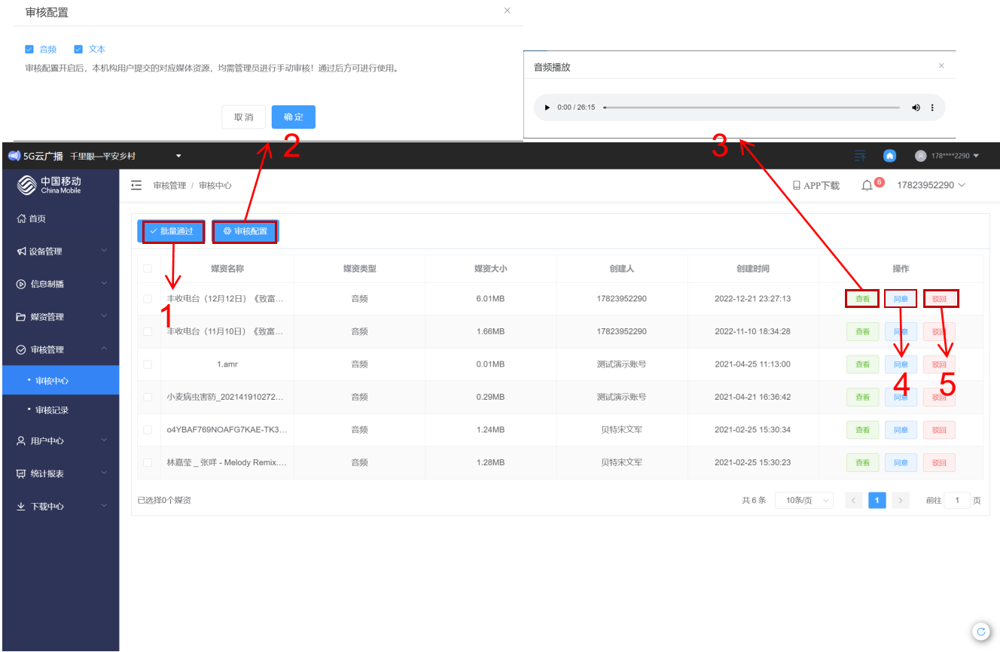 审核配置
音频 文本
审核配置开启后，本机构用户提交的对应媒体资源，均需管理员进行手动审核！通过后方可进行使用。
取消 确定
音频播放
0:00 / 26:15
2
3
5G云广播 千里眼—平安乡村
178****2290
中国移动
China Mobile
审核管理 / 审核中心
APP下载 6 17823952290
首页
设备管理
信息制播
媒资管理
审核管理
审核中心
审核记录
用户中心
统计报表
下载中心
批量通过 审核配置
媒资名称 媒资类型 媒资大小 创建人 创建时间 操作
丰收电台（12月12日）《致富... 音频 6.01MB 17823952290 2022-12-21 23:27:13 查看 同意 驳回
1
丰收电台（11月10日）《致富... 音频 1.66MB 17823952290 2022-11-10 18:34:28 查看 同意 驳回
1.amr 音频 0.01MB 测试演示账号 2021-04-25 11:13:00 查看 同意 驳回
4 5
小麦病虫害防_202141910272... 音频 0.29MB 测试演示账号 2021-04-21 16:36:42 查看 同意 驳回
o4YBAF769NOAFG7KAE-TK3... 音频 1.24MB 贝特宋文军 2021-02-25 15:30:34 查看 同意 驳回
林嘉莹 _ 张咩 - Melody Remix.... 音频 1.28MB 贝特宋文军 2021-02-25 15:30:23 查看 同意 驳回
已选择0个媒资 共 6 条 10条/页 1 前往 1 页